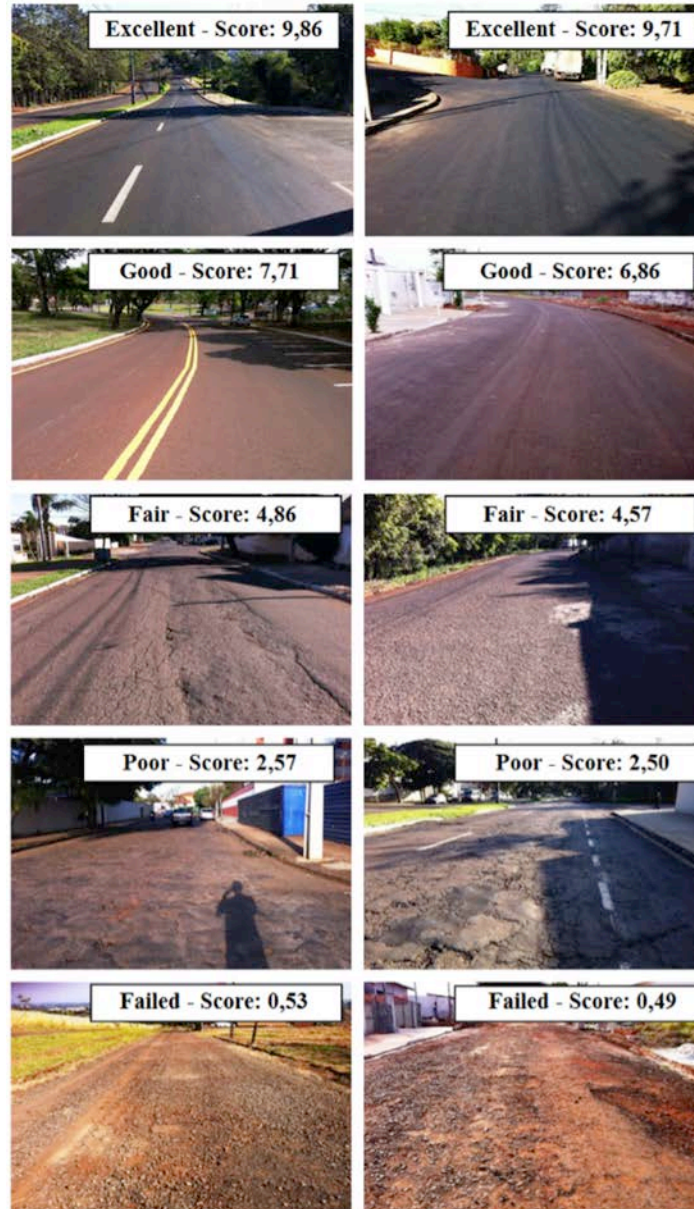 Excellent - Score: 9,86
Excellent - Score: 9,71
Good - Score: 7,71
Good - Score: 6,86
Fair - Score: 4,86
Fair - Score: 4,57
Poor - Score: 2,57
Poor - Score: 2,50
Failed - Score: 0,53
Failed - Score: 0,49